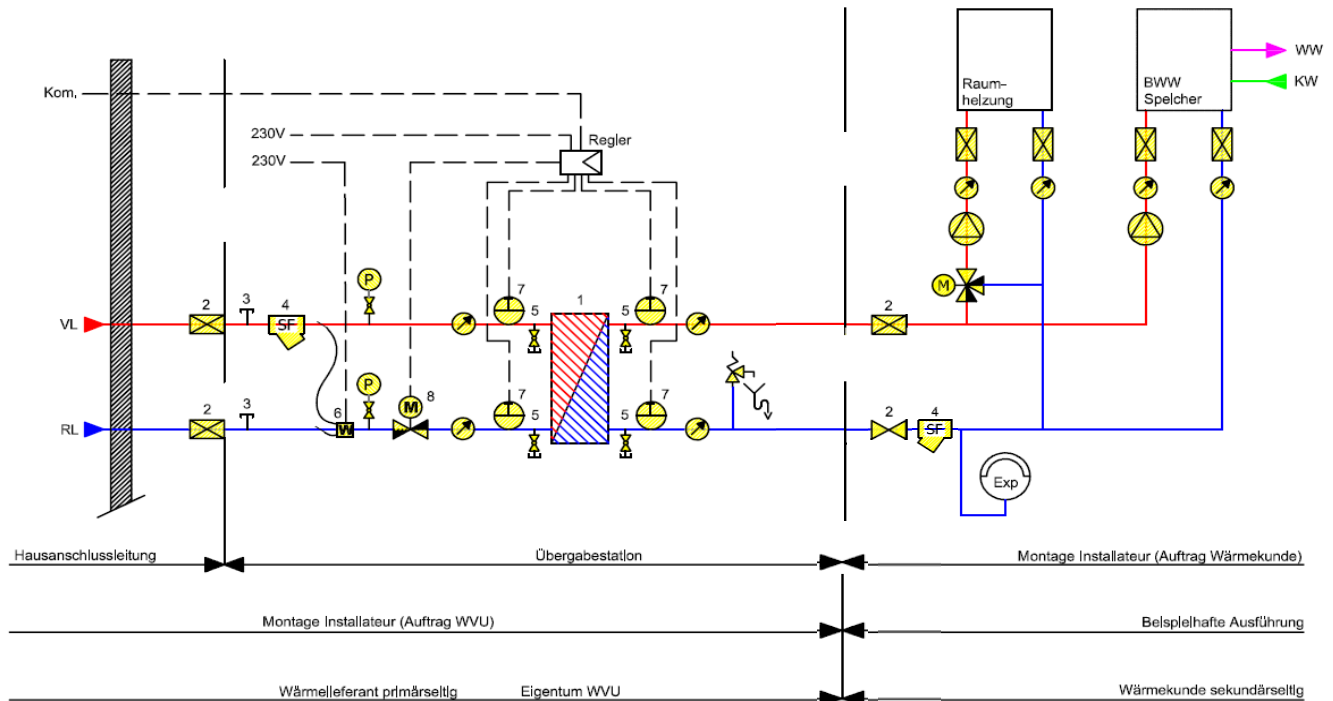 WW
KW
Raum-
heizung
BWW
Speicher
Kom.
230V
230V
Regler
P
7
7
1
M
2
3
4
5
5
2
VL
SF
P
8
7
7
2
3
6
M
5
5
2
4
RL
W
SF
Exp
Hausanschlussleitung
Übergabestation
Montage Installateur (Auftrag Wärmekunde)
Montage Installateur (Auftrag WVU)
Beispielhafte Ausführung
Wärmelieferant primärseitig
Eigentum WVU
Wärmekunde sekundärseitig